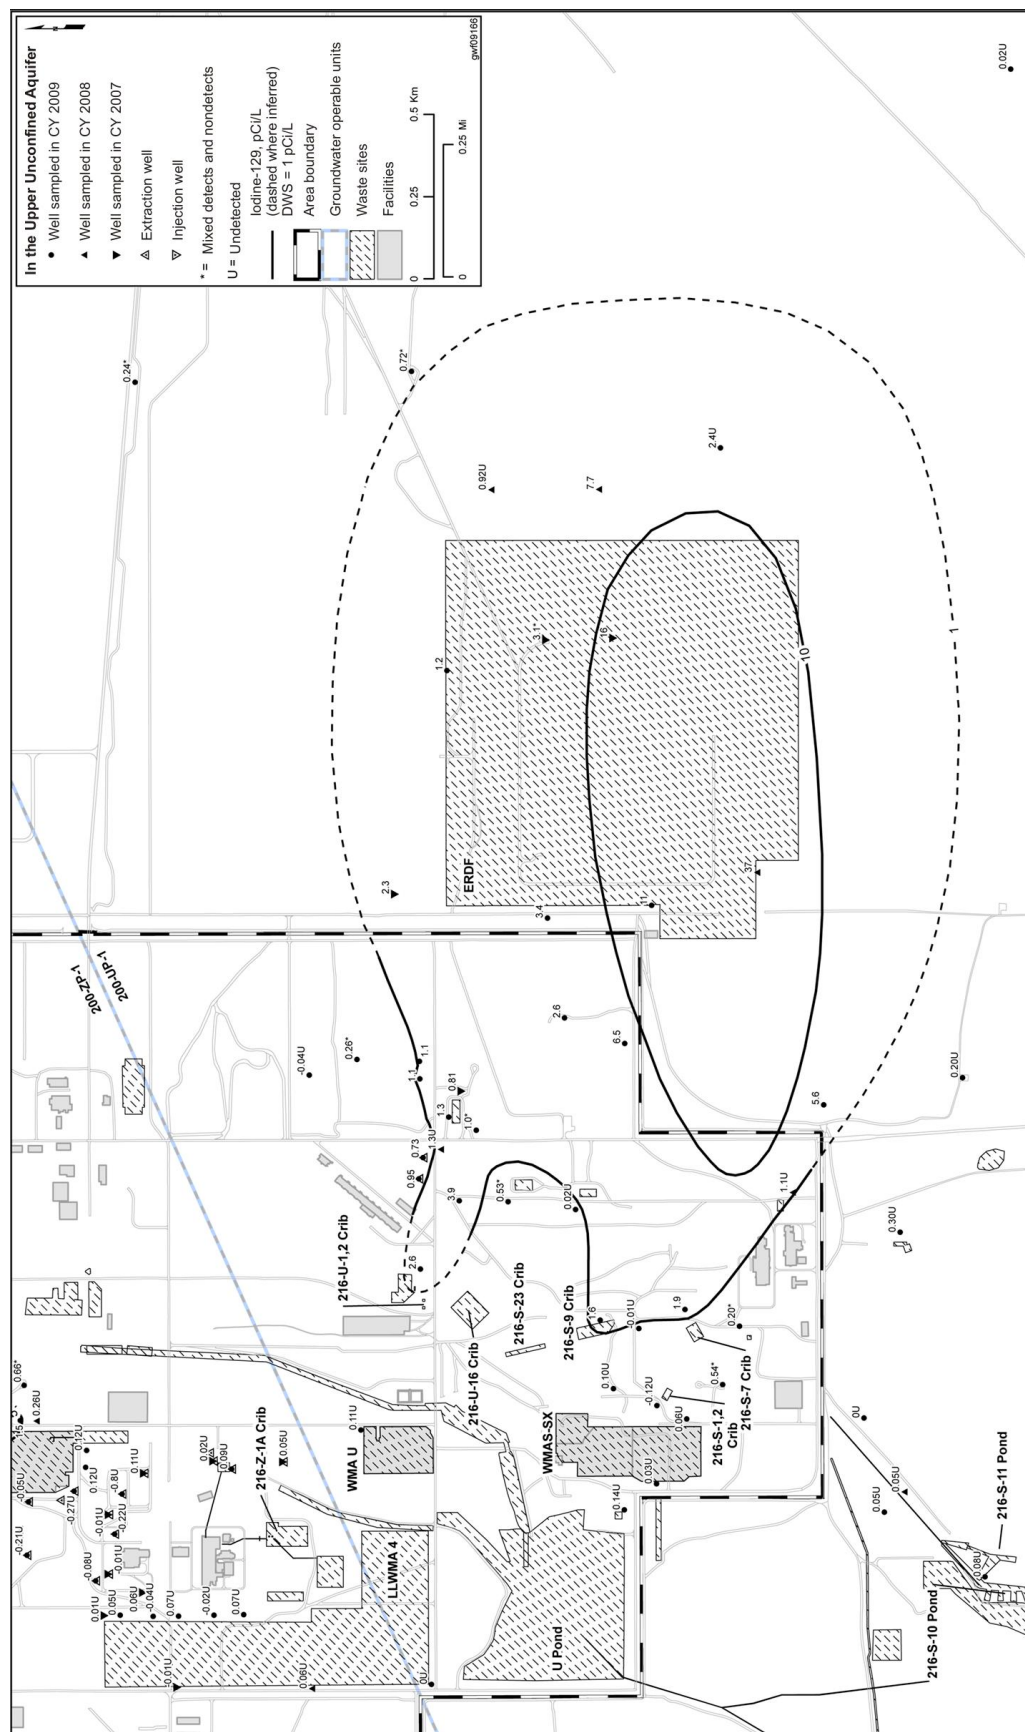 In the Upper Unconfined Aquifer
Well sampled in CY 2009
Well sampled in CY 2008
Well sampled in CY 2007
Extraction well
Injection well
* = Mixed detects and nondetects
U = Undetected
Iodine-129, pCi/L
(dashed where inferred)
DWS = 1 pCi/L
Area boundary
Groundwater operable units
Waste sites
Facilities
0 0.25 0.5 Km
0 0.25 Mi
gwf09166
0.02U
0.24*
0.72*
0.92U
7.7
2.4U
1.2
3.1*
16
10
1
2.3
ERDF
3.4
11
37
200-ZP-1
200-UP-1
-0.04U
0.26*
1.1
1.1
2.6
6.5
0.81
1.3
1.0*
5.6
0.20U
0.73
1.3U
0.95
3.9
0.53*
0.02U
1.1U
0.30U
216-U-1,2 Crib
2.6
216-U-16 Crib
216-S-23 Crib
216-S-9 Crib
1.6
-0.01U
1.9
0.20*
216-S-7 Crib
0.66*
0.26U
0.12U
0.12U
-0.05U
-0.27U
-0.8U
0.11U
-0.01U
-0.22U
-0.21U
-0.08U
-0.01U
0.02U
0.09U
0.05U
216-Z-1A Crib
0.11U
WMA U
0.10U
-0.12U
0.54*
0.06U
216-S-1,2
Crib
WMAS-SX
0.03U
0.14U
0U
0.05U
0.05U
216-S-11 Pond
0.08U
216-S-10 Pond
0.01U
0.05U
0.06U
-0.04U
0.07U
-0.02U
0.07U
LLWMA 4
-0.01U
0.06U
0U
U Pond